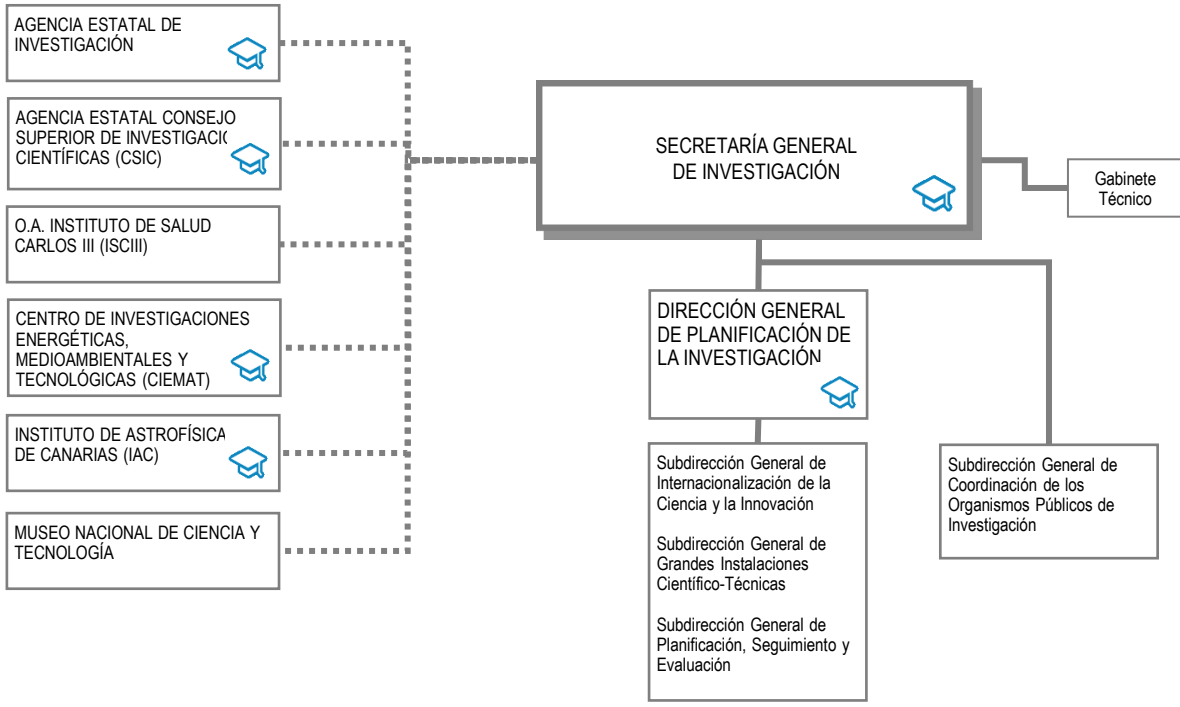 AGENCIA ESTATAL DE
INVESTIGACIÓN
AGENCIA ESTATAL CONSEJO
SUPERIOR DE INVESTIGACIO
CIENTÍFICAS (CSIC)
O.A. INSTITUTO DE SALUD
CARLOS III (ISCIII)
CENTRO DE INVESTIGACIONES
ENERGÉTICAS,
MEDIOAMBIENTALES Y
TECNOLÓGICAS (CIEMAT)
INSTITUTO DE ASTROFÍSICA
DE CANARIAS (IAC)
MUSEO NACIONAL DE CIENCIA Y
TECNOLOGÍA
SECRETARÍA GENERAL
DE INVESTIGACIÓN
Gabinete
Técnico
DIRECCIÓN GENERAL
DE PLANIFICACIÓN DE
LA INVESTIGACIÓN
Subdirección General de
Internacionalización de la
Ciencia y la Innovación
Subdirección General de
Grandes Instalaciones
Científico-Técnicas
Subdirección General de
Planificación, Seguimiento y
Evaluación
Subdirección General de
Coordinación de los
Organismos Públicos de
Investigación